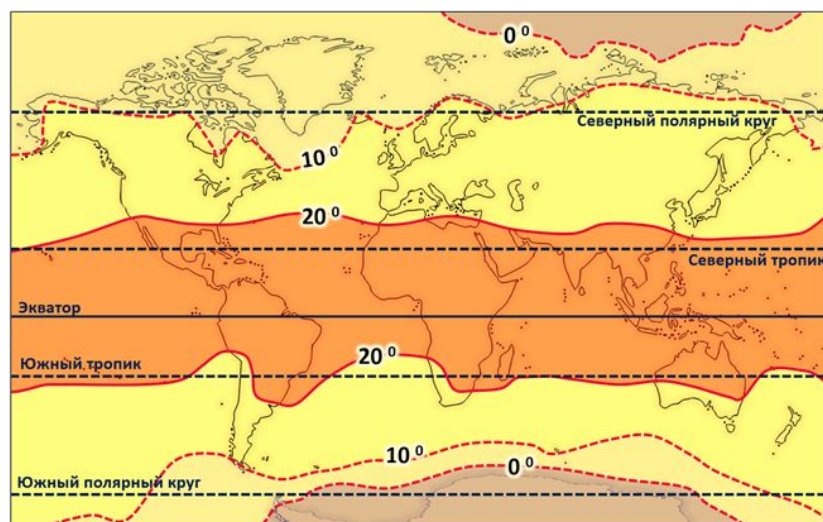 0⁰
Северный полярный круг
10⁰
20⁰
Северный тропик
Экватор
Южный тропик
20⁰
10⁰
0⁰
Южный полярный круг